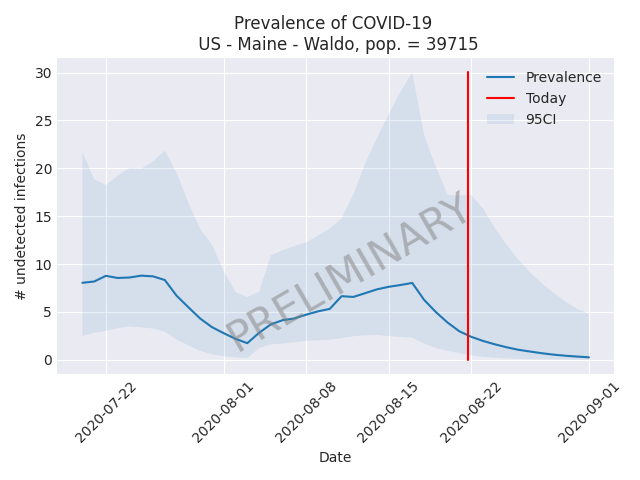 Prevalence of COVID-19
US - Maine - Waldo, pop. = 39715
30
25
20
15
10
5
0
# undetected infections
Prevalence
Today
95CI
PRELIMINARY
2020-07-22
2020-08-01
2020-08-08
2020-08-15
2020-08-22
2020-09-01
Date